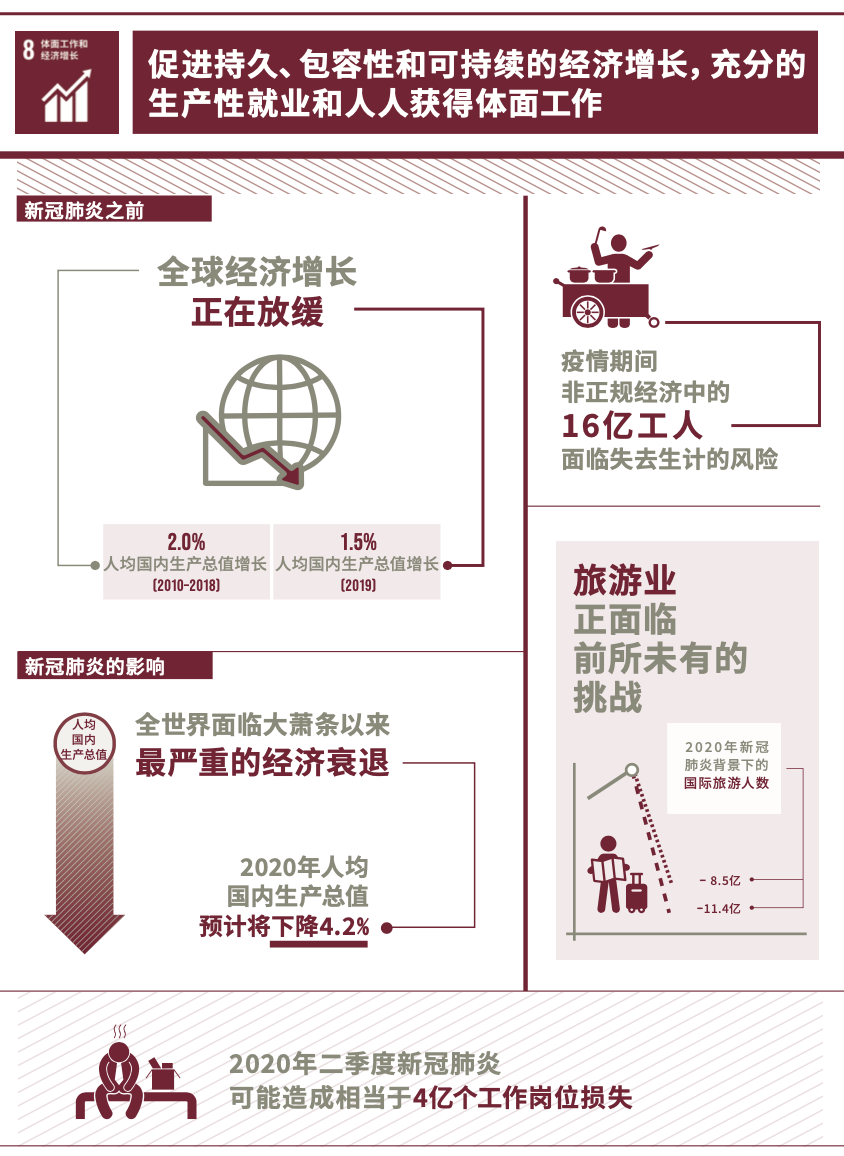 8 体面工作和
经济增长
促进持久、包容性和可持续的经济增长，充分的
生产性就业和人人获得体面工作
新冠肺炎之前
全球经济增长
正在放缓
2.0%
人均国内生产总值增长
(2010-2018)
1.5%
人均国内生产总值增长
(2019)
疫情期间
非正规经济中的
16亿工人
面临失去生计的风险
旅游业
正面临
前所未有的
挑战
2020年新冠
肺炎背景下的
国际旅游人数
- 8.5亿
-11.4亿
新冠肺炎的影响
人均
国内
生产总值
全世界面临大萧条以来
最严重的经济衰退
2020年人均
国内生产总值
预计将下降4.2%
2020年二季度新冠肺炎
可能造成相当于4亿个工作岗位损失